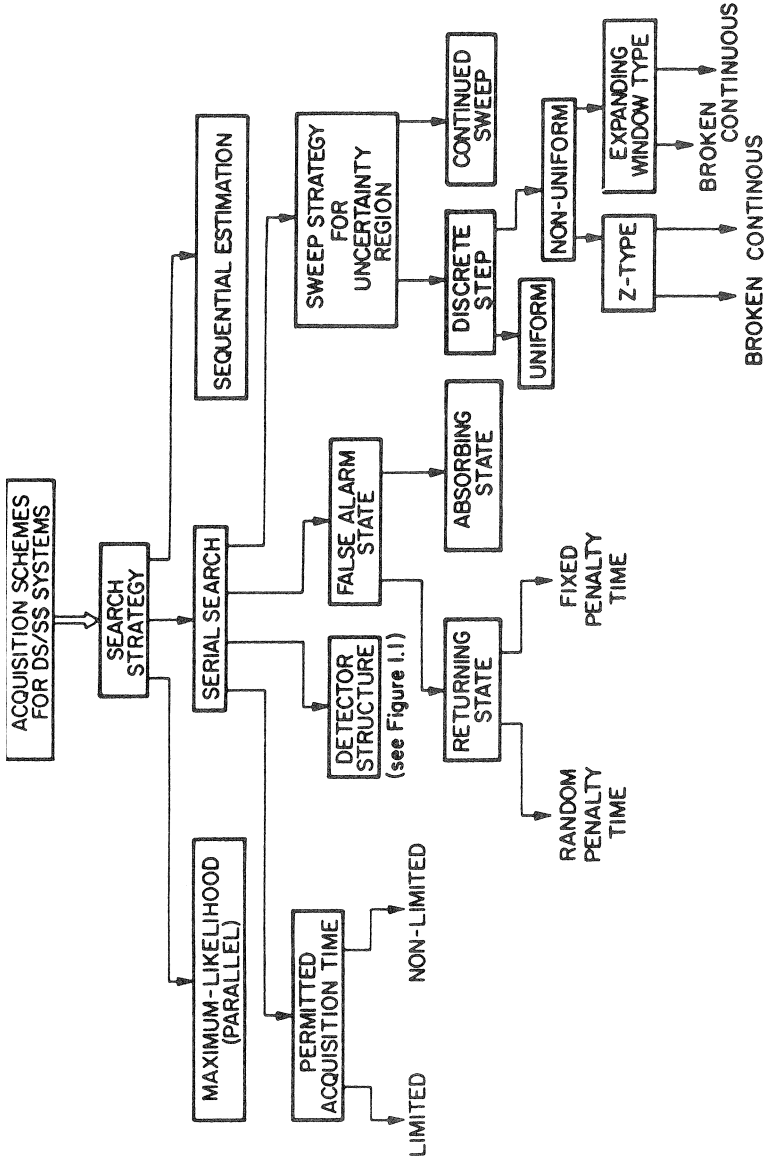 ACQUISITION SCHEMES
FOR DS/SS SYSTEMS
SEARCH
STRATEGY
MAXIMUM-LIKELIHOOD
(PARALLEL)
SERIAL SEARCH
SEQUENTIAL ESTIMATION
PERMITTED
ACQUISITION TIME
DETECTOR
STRUCTURE
(see Figure 1.1)
FALSE ALARM
STATE
SWEEP STRATEGY
FOR
UNCERTAINTY
REGION
LIMITED
NON-LIMITED
RETURNING
STATE
ABSORBING
STATE
DISCRETE
STEP
CONTINUED
SWEEP
RANDOM
PENALTY
TIME
FIXED
PENALTY
TIME
UNIFORM
NON-UNIFORM
Z-TYPE
EXPANDING
WINDOW TYPE
BROKEN
CONTINOUS
BROKEN
CONTINUOUS